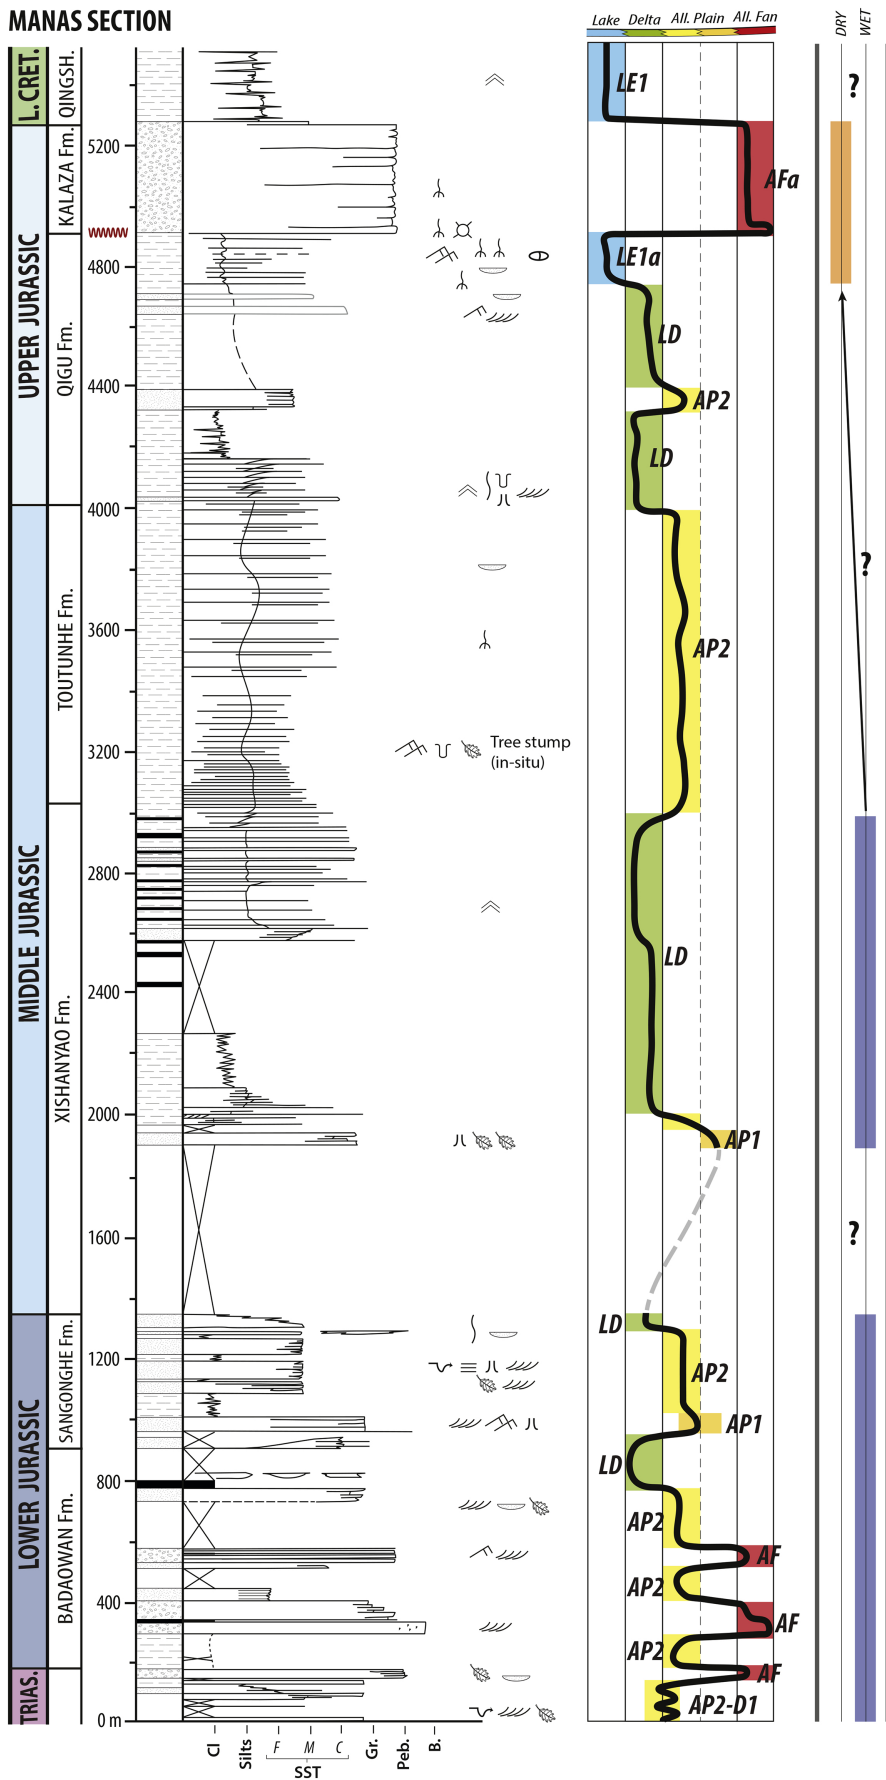 MANAS SECTION
Lake Delta All. Plain All. Fan
DRY
WET
L. CRET.
UPPER JURASSIC
MIDDLE JURASSIC
LOWER JURASSIC
TRIAS.
QINGSH.
KALAZA Fm.
QIGU Fm.
TOUTUNHE Fm.
XISHANYAO Fm.
SANGONGHE Fm.
BADAOWAN Fm.
5200
4800
4400
4000
3600
3200
2800
2400
2000
1600
1200
800
400
0 m
Tree stump
(in-situ)
LE1
AFa
LE1a
LD
AP2
LD
AP2
LD
AP1
LD
AP2
AP1
LD
AP2
AF
AP2
AF
AP2
AF
AP2-D1
?
?
?
Cl
Silts
F
M
C
Gr.
Peb.
B.
SST